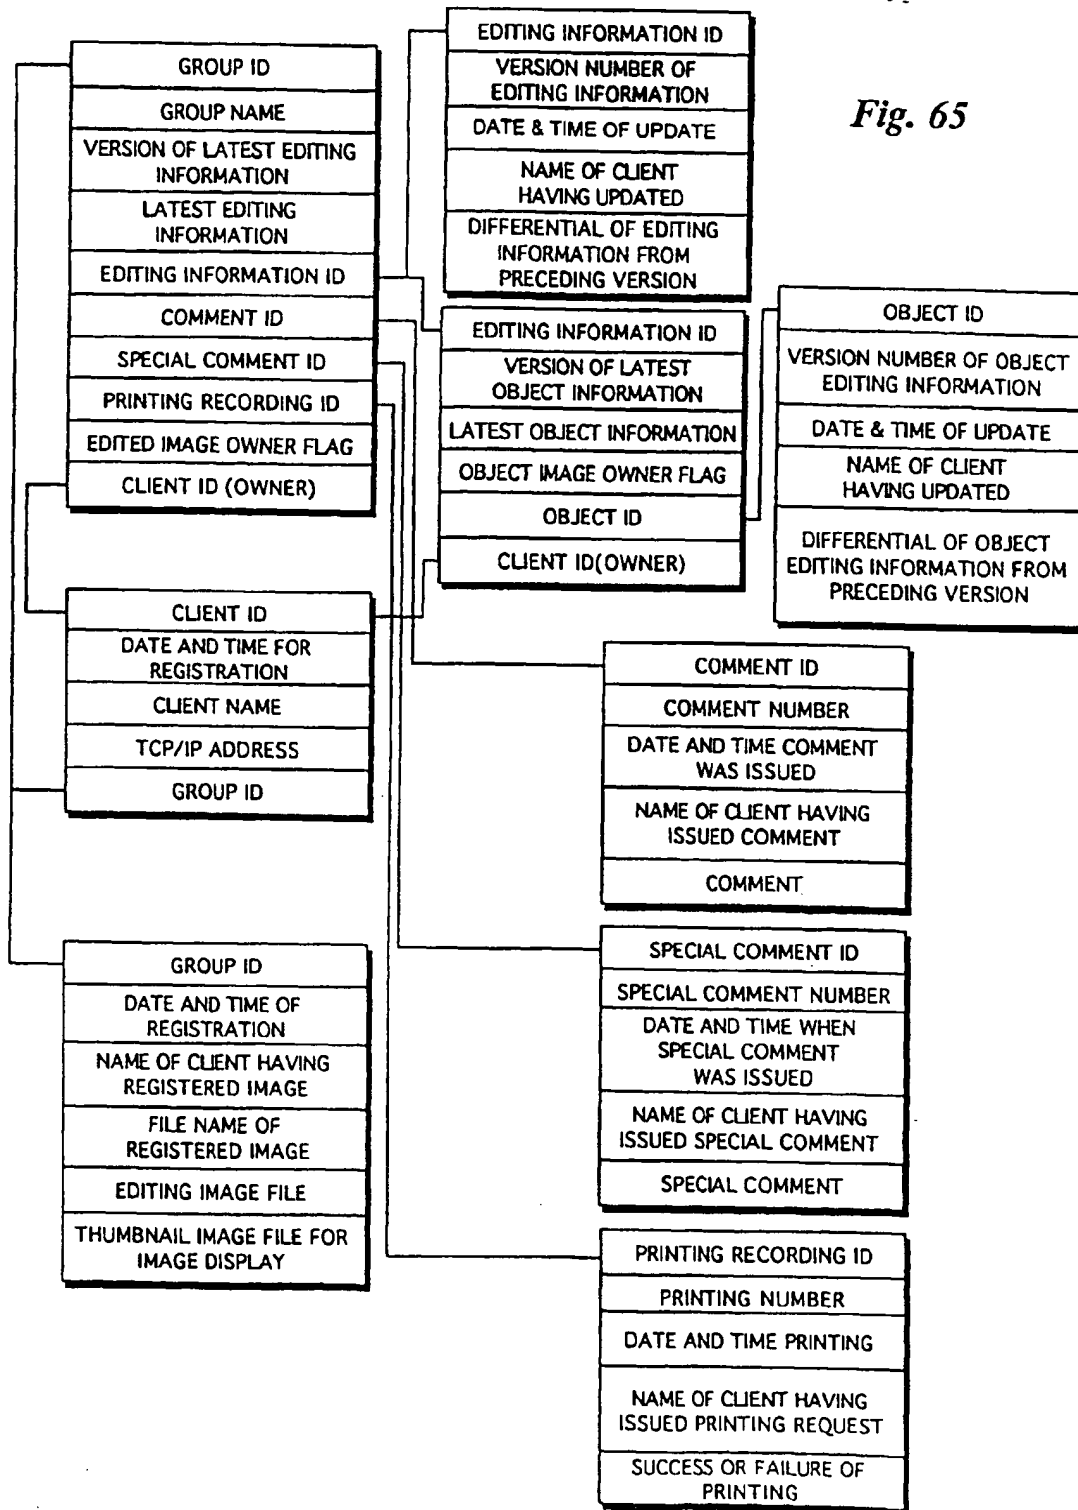 Fig. 65
GROUP ID
GROUP NAME
VERSION OF LATEST EDITING
INFORMATION
LATEST EDITING
INFORMATION
EDITING INFORMATION ID
COMMENT ID
SPECIAL COMMENT ID
PRINTING RECORDING ID
EDITED IMAGE OWNER FLAG
CLIENT ID (OWNER)
EDITING INFORMATION ID
VERSION NUMBER OF
EDITING INFORMATION
DATE & TIME OF UPDATE
NAME OF CLIENT
HAVING UPDATED
DIFFERENTIAL OF EDITING
INFORMATION FROM
PRECEDING VERSION
EDITING INFORMATION ID
VERSION OF LATEST
OBJECT INFORMATION
LATEST OBJECT INFORMATION
OBJECT IMAGE OWNER FLAG
OBJECT ID
CLIENT ID(OWNER)
OBJECT ID
VERSION NUMBER OF OBJECT
EDITING INFORMATION
DATE & TIME OF UPDATE
NAME OF CLIENT
HAVING UPDATED
DIFFERENTIAL OF OBJECT
EDITING INFORMATION FROM
PRECEDING VERSION
CLIENT ID
DATE AND TIME FOR
REGISTRATION
CLIENT NAME
TCP/IP ADDRESS
GROUP ID
COMMENT ID
COMMENT NUMBER
DATE AND TIME COMMENT
WAS ISSUED
NAME OF CLIENT HAVING
ISSUED COMMENT
COMMENT
GROUP ID
DATE AND TIME OF
REGISTRATION
NAME OF CLIENT HAVING
REGISTERED IMAGE
FILE NAME OF
REGISTERED IMAGE
EDITING IMAGE FILE
THUMBNAIL IMAGE FILE FOR
IMAGE DISPLAY
SPECIAL COMMENT ID
SPECIAL COMMENT NUMBER
DATE AND TIME WHEN
SPECIAL COMMENT
WAS ISSUED
NAME OF CLIENT HAVING
ISSUED SPECIAL COMMENT
SPECIAL COMMENT
PRINTING RECORDING ID
PRINTING NUMBER
DATE AND TIME PRINTING
NAME OF CLIENT HAVING
ISSUED PRINTING REQUEST
SUCCESS OR FAILURE OF
PRINTING